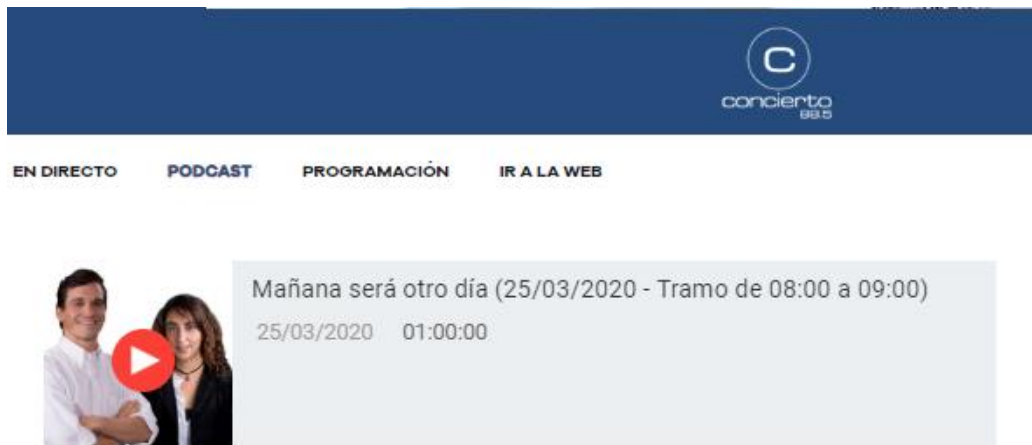 C
concierto
88.5
EN DIRECTO PODCAST PROGRAMACIÓN IR A LA WEB
Mañana será otro día (25/03/2020 - Tramo de 08:00 a 09:00)
25/03/2020 01:00:00